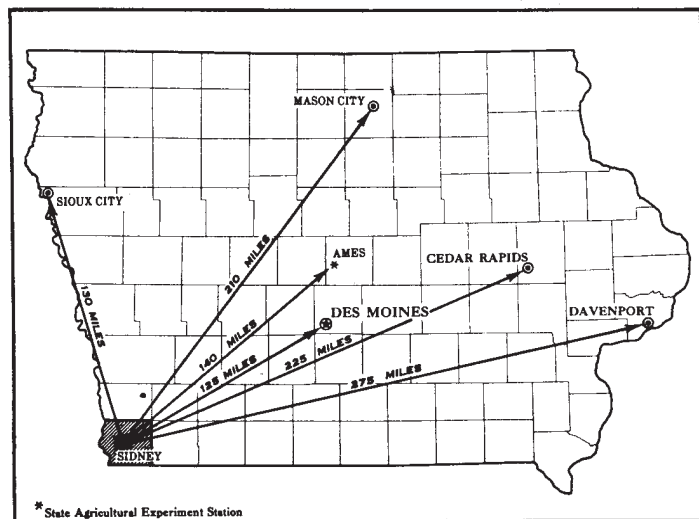 MASON CITY
SIOUX CITY
AMES
*
CEDAR RAPIDS
DES MOINES
DAVENPORT
130 MILES
210 MILES
140 MILES
125 MILES
225 MILES
275 MILES
SIDNEY
*State Agricultural Experiment Station